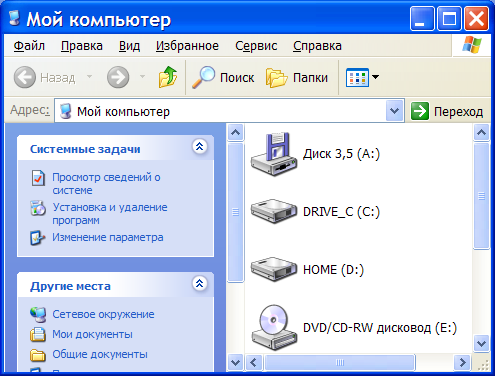 Мой компьютер
Файл Правка Вид Избранное Сервис Справка
Назад Поиск Папки
Адрес: Мой компьютер Переход
Системные задачи
Просмотр сведений о
системе
Установка и удаление
программ
Изменение параметра
Другие места
Сетевое окружение
Мои документы
Общие документы
Диск 3,5 (A:)
DRIVE_C (C:)
HOME (D:)
DVD/CD-RW дисковод (E:)